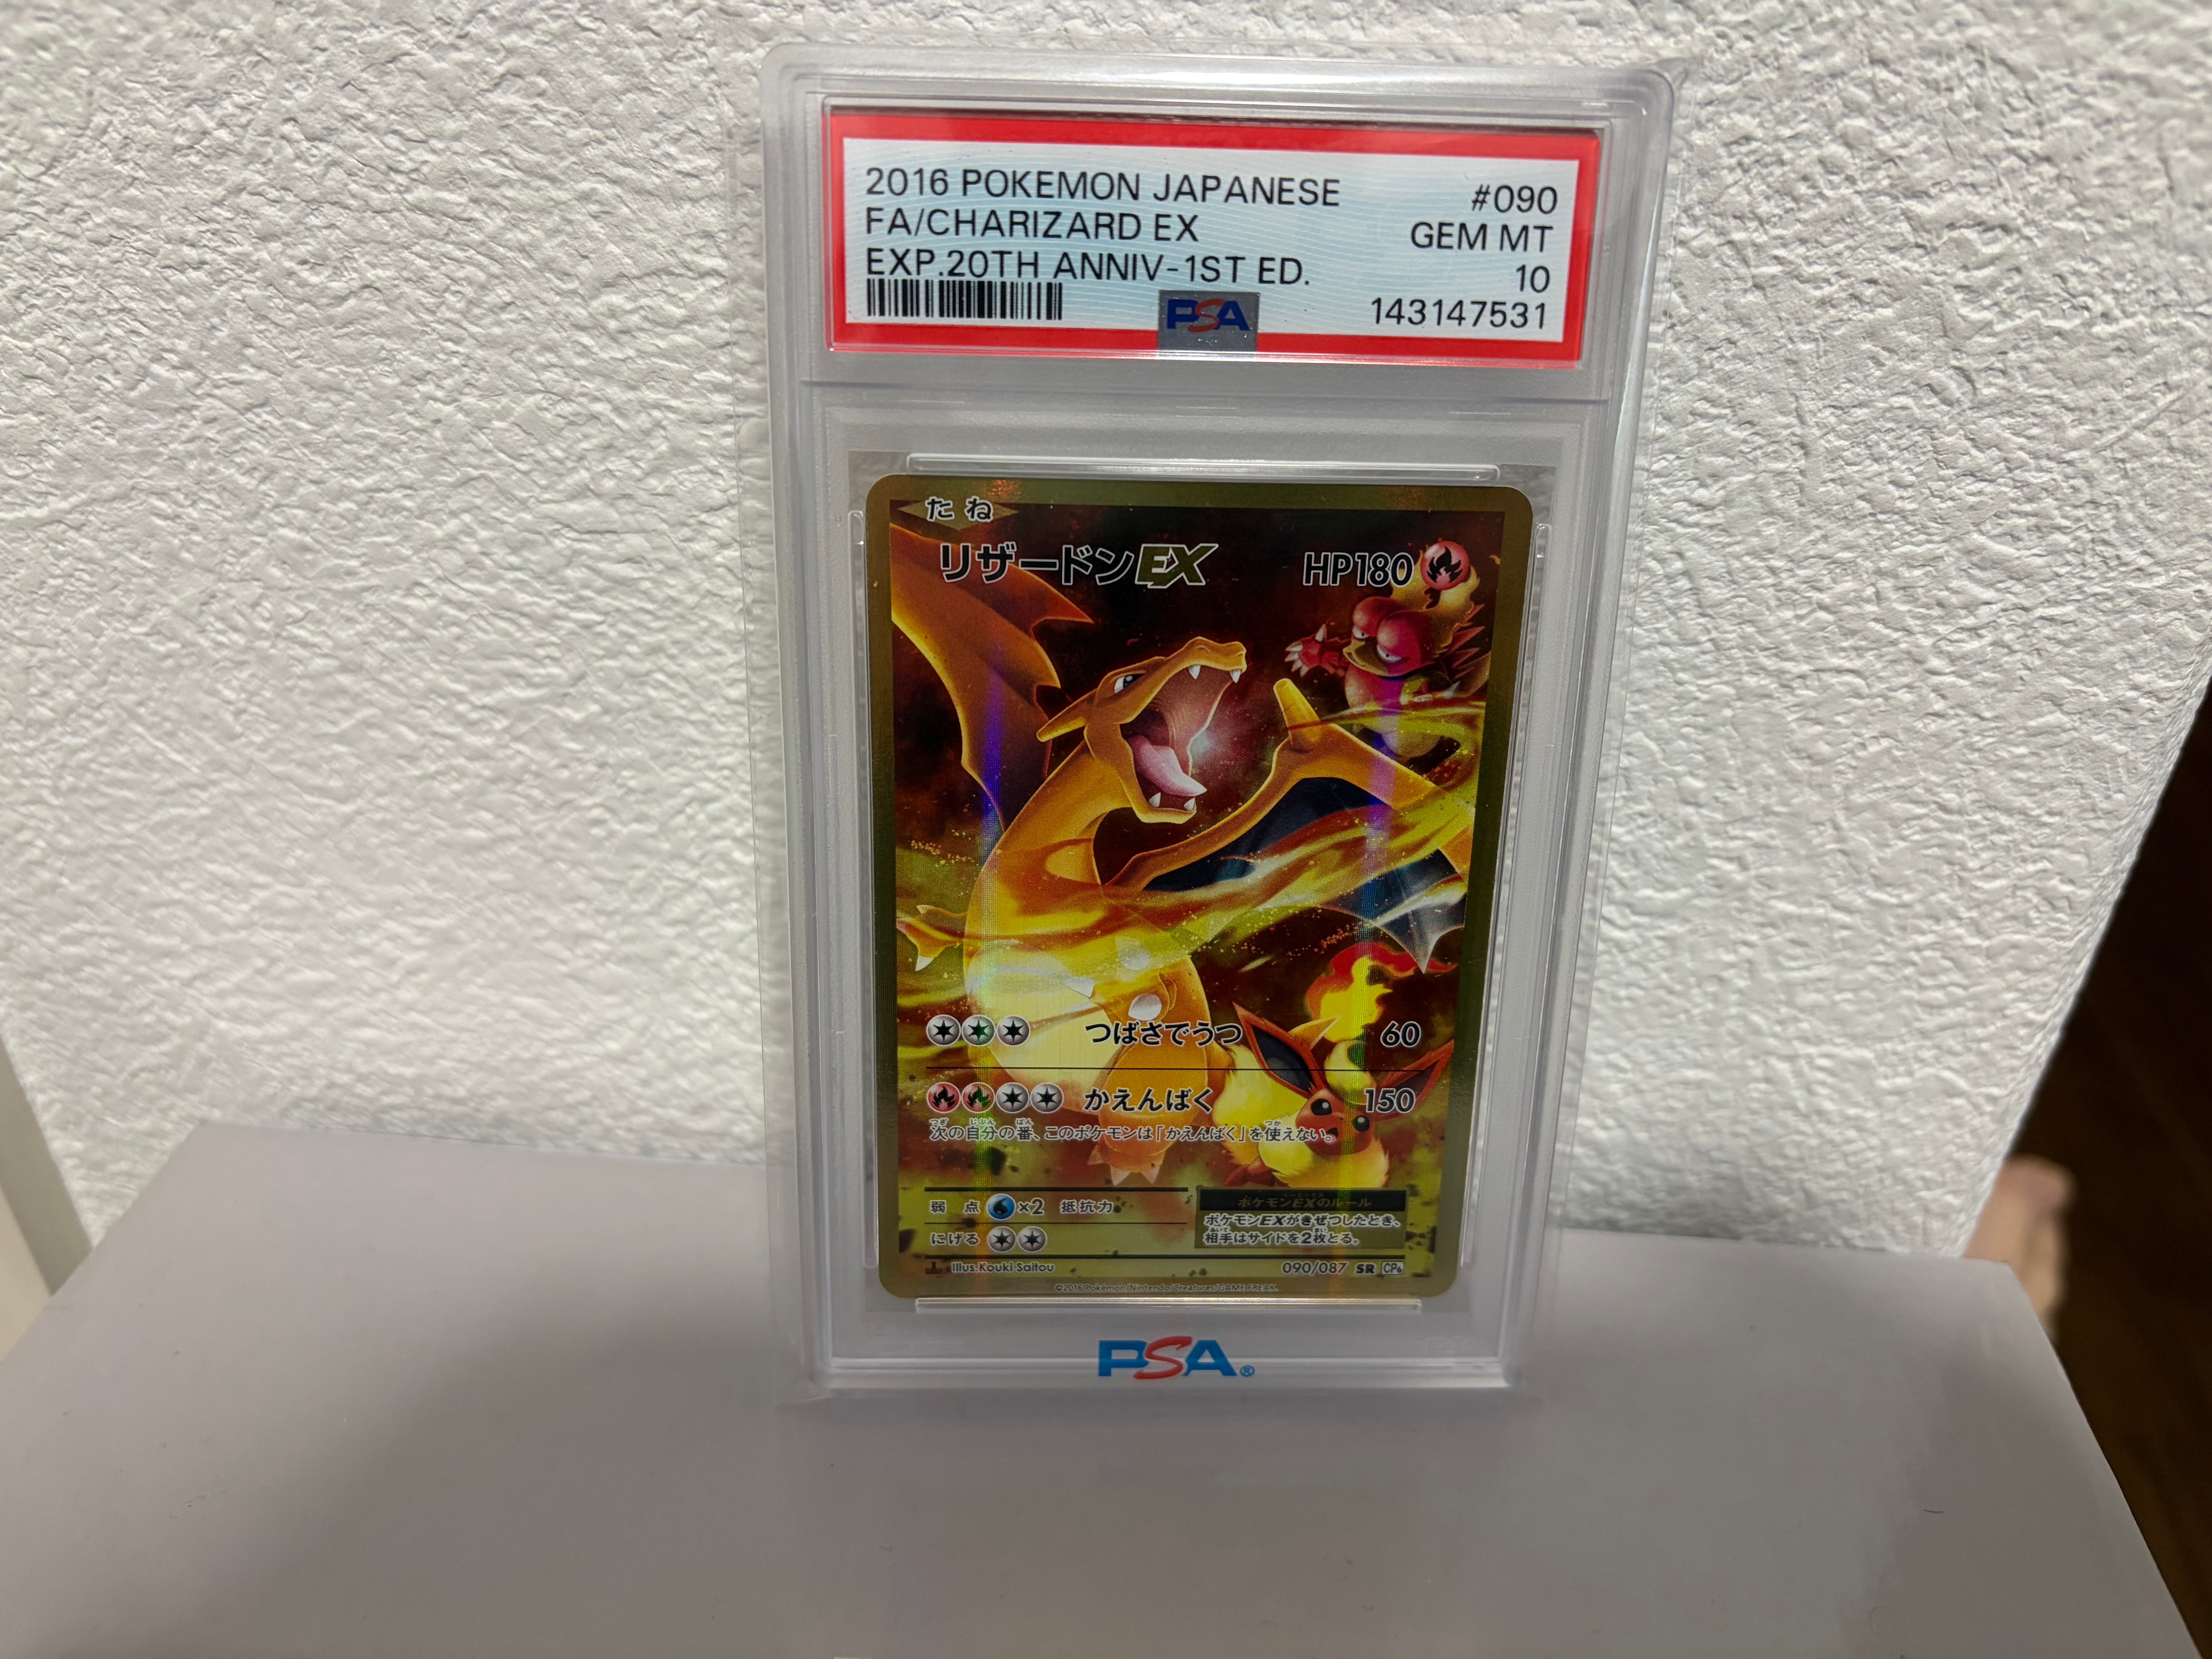 2016 POKEMON JAPANESE #090
FA/CHARIZARD EX GEM MT
EXP.20TH ANNIV-1ST ED. 10
PSA 143147531
たね
リザードンEX HP180
つばさでうつ 60
かえんばく 150
次の自分の番、このポケモンは「かえんばく」を使えない。
弱点 ×2 抵抗力
にげる
ポケモンEXのルール
ポケモンEXがきぜつしたとき、
相手はサイドを2枚とる。
Illus.Kouki Saitou 090/087 SR CP6
©2016 Pokémon/Nintendo/Creatures/GAME FREAK.
PSA®